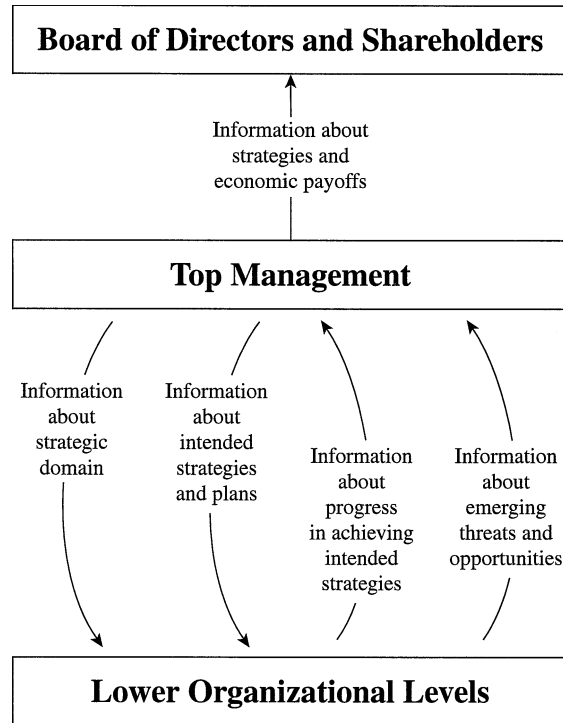 Board of Directors and Shareholders
Information about
strategies and
economic payoffs
Top Management
Information
about
strategic
domain
Information
about
intended
strategies
and plans
Information
about
progress
in achieving
intended
strategies
Information
about
emerging
threats and
opportunities
Lower Organizational Levels